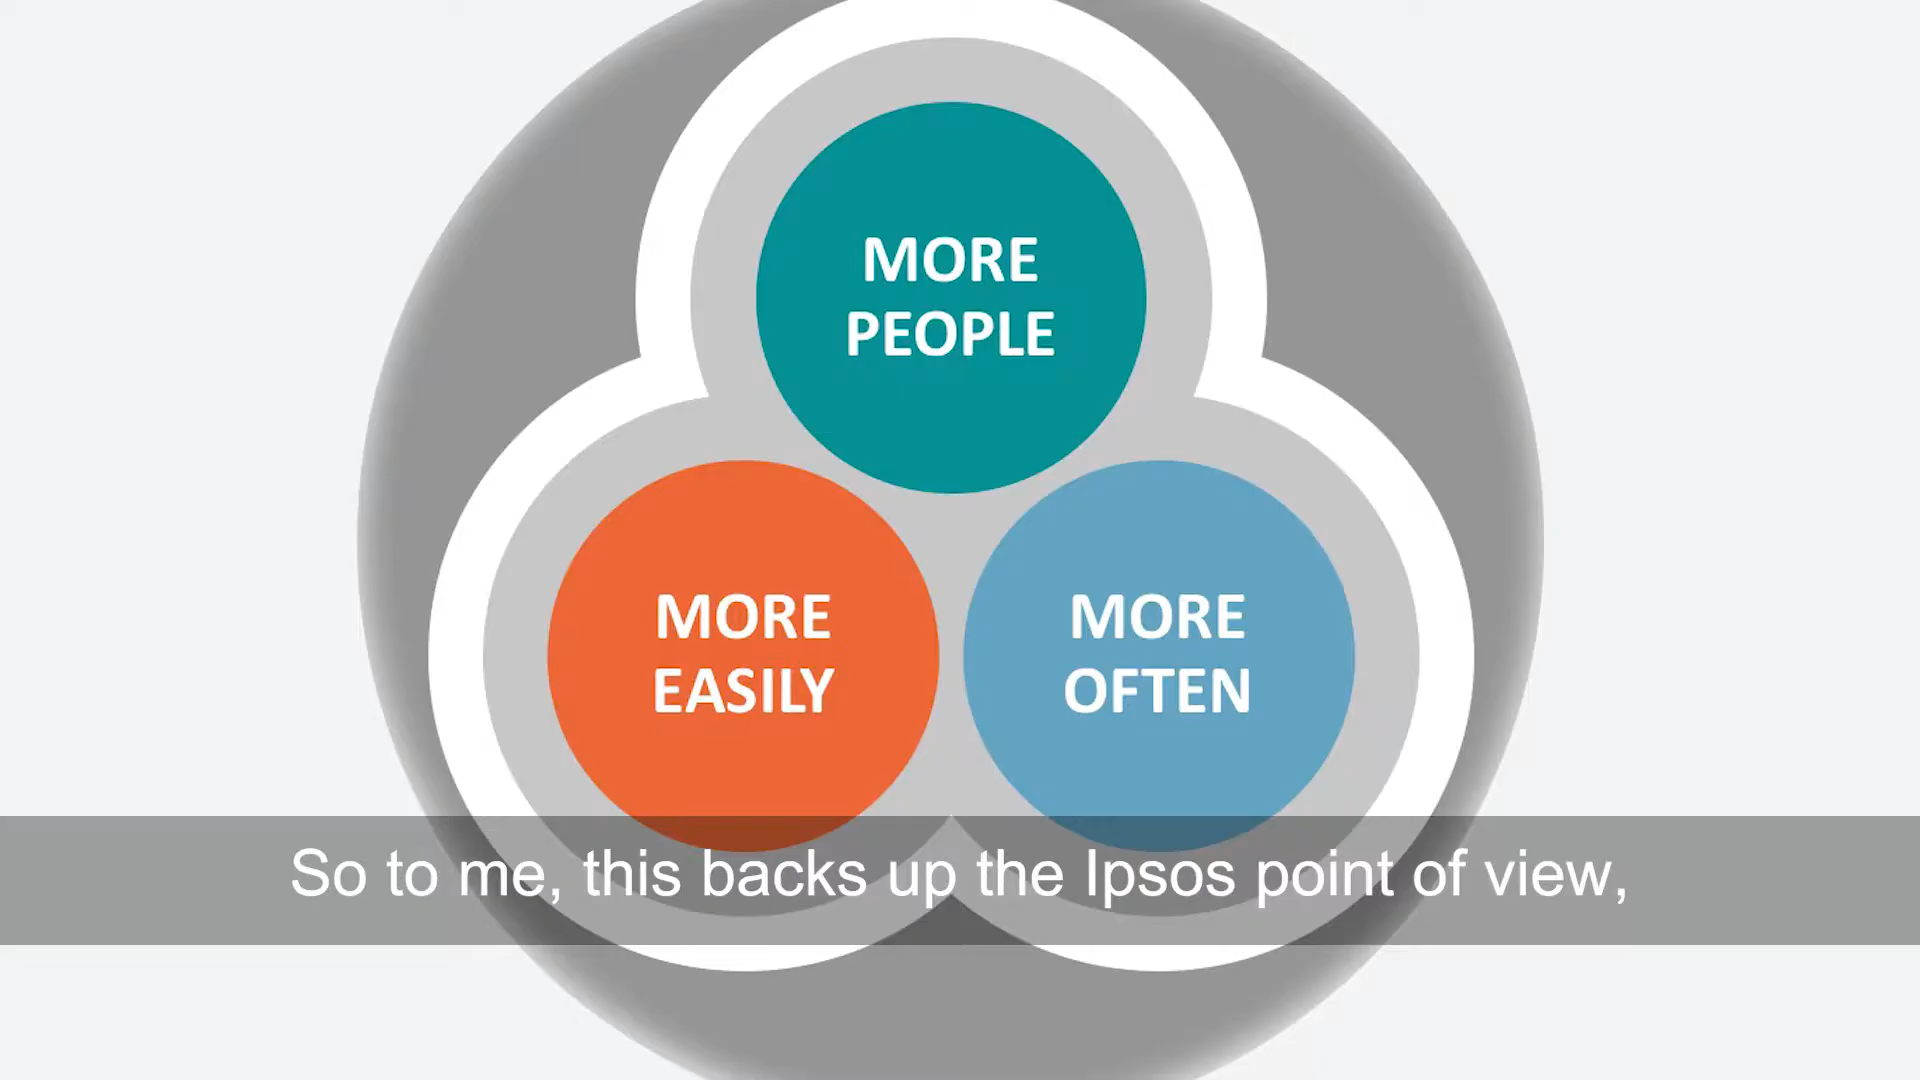 MORE
PEOPLE
MORE
EASILY
MORE
OFTEN
So to me, this backs up the Ipsos point of view,